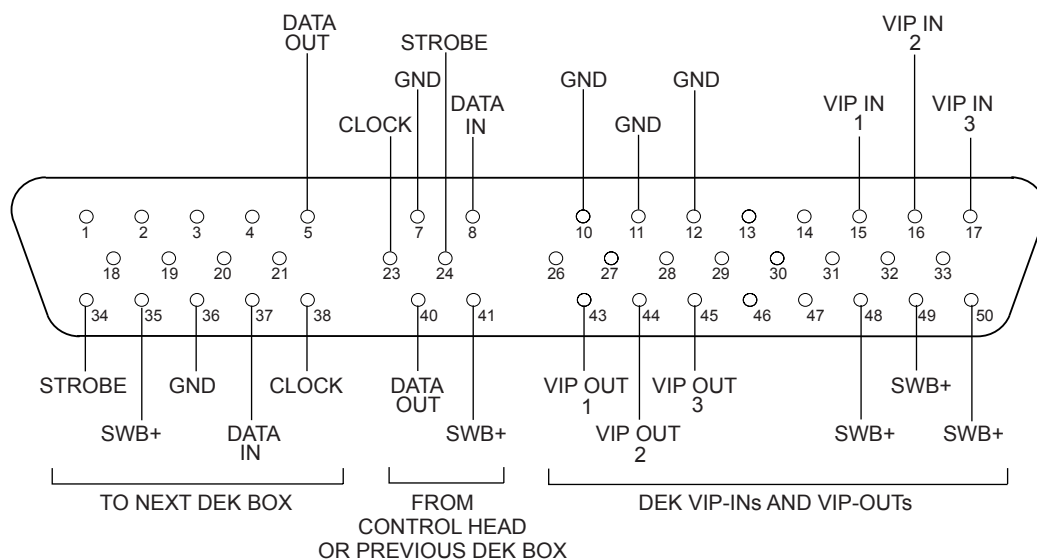 DATA
OUT
STROBE
VIP IN
2
GND
GND
GND
CLOCK
DATA
IN
GND
VIP IN
1
VIP IN
3
1 2 3 4 5 7 8 10 11 12 13 14 15 16 17
18 19 20 21 23 24 26 27 28 29 30 31 32 33
34 35 36 37 38 40 41 43 44 45 46 47 48 49 50
STROBE
GND
CLOCK
DATA
OUT
VIP OUT
1
VIP OUT
3
SWB+
SWB+
DATA
IN
SWB+
VIP OUT
2
SWB+
SWB+
TO NEXT DEK BOX
FROM
CONTROL HEAD
OR PREVIOUS DEK BOX
DEK VIP-INs AND VIP-OUTs